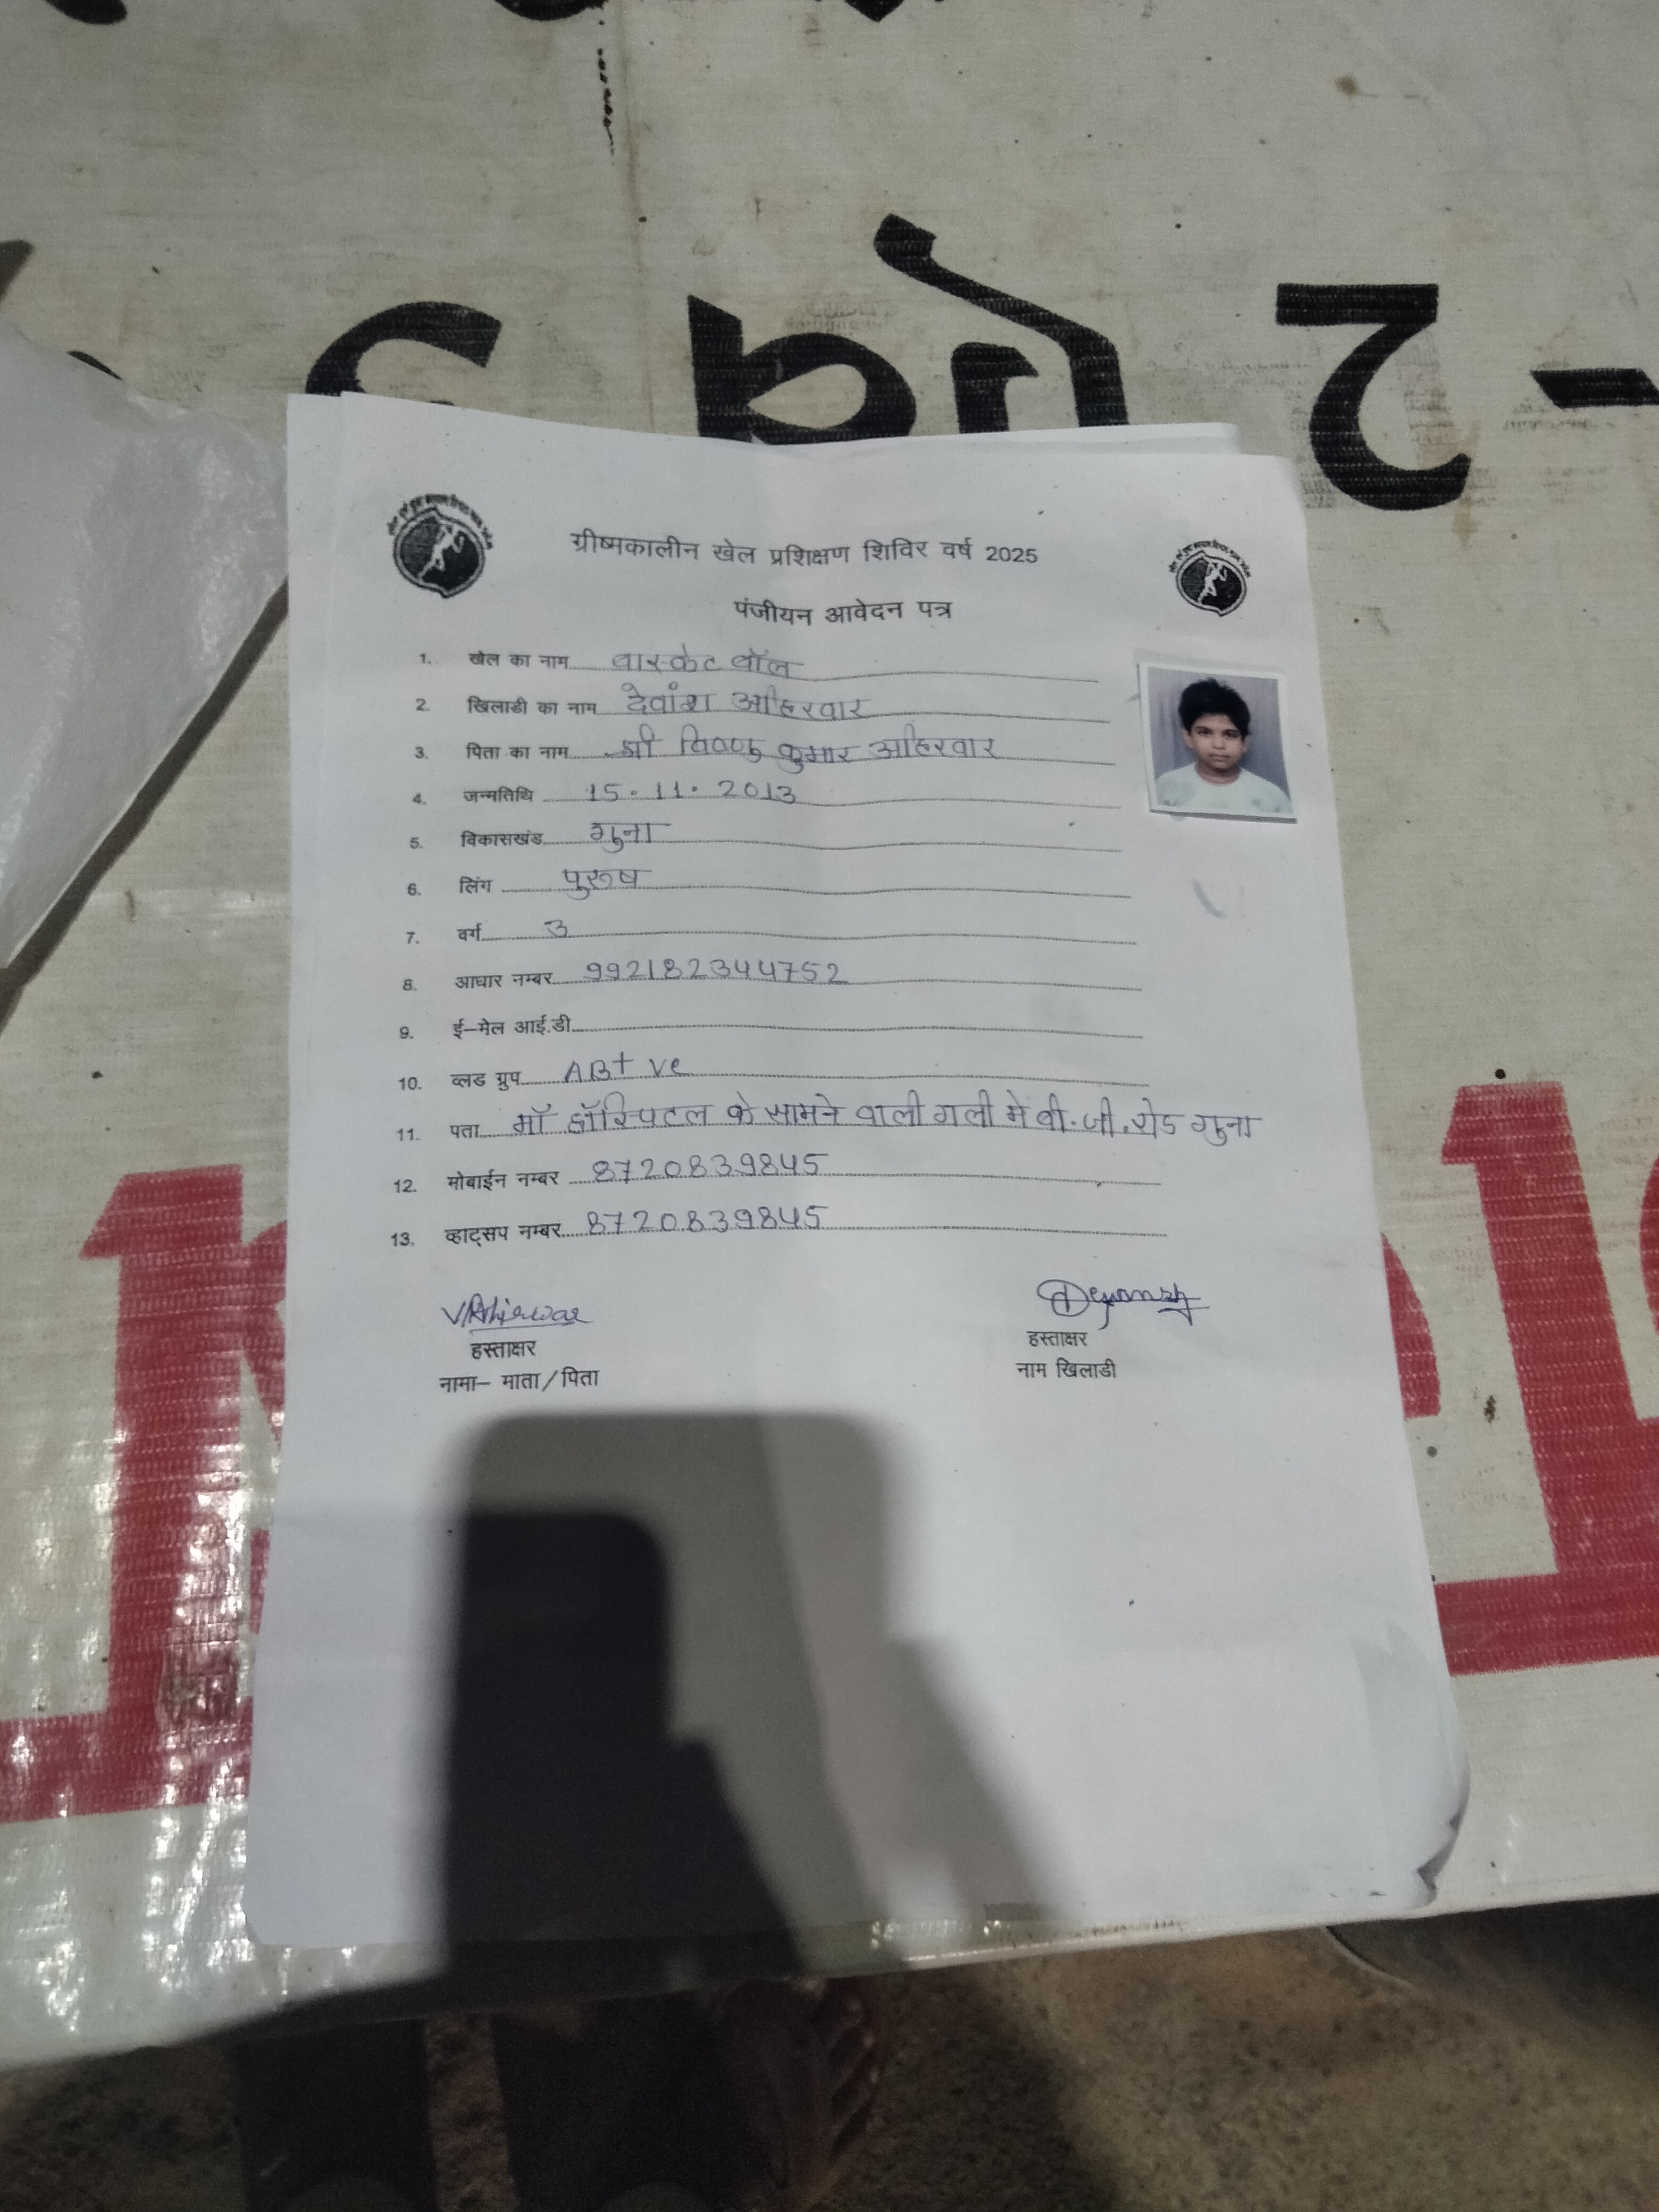 ग्रीष्मकालीन खेल प्रशिक्षण शिविर वर्ष 2025
पंजीयन आवेदन पत्र
1. खेल का नाम वास्केट वॉल
2. खिलाडी का नाम देवांश अहिरवार
3. पिता का नाम श्री विष्णु कुमार अहिरवार
4. जन्मतिथि 15.11.2013
5. विकासखंड गुना
6. लिंग पुरूष
7. वर्ग 3
8. आधार नम्बर 992182344752
9. ई–मेल आई.डी
10. व्लड ग्रुप AB+ ve
11. पता मॉ हॉस्पिटल के सामने वाली गली मे वी.जी.रोड गुना
12. मोबाईन नम्बर 8720839845
13. व्हाट्सप नम्बर 8720839845
VAhirwar Devansh
हस्ताक्षर हस्ताक्षर
नामा– माता/पिता नाम खिलाडी